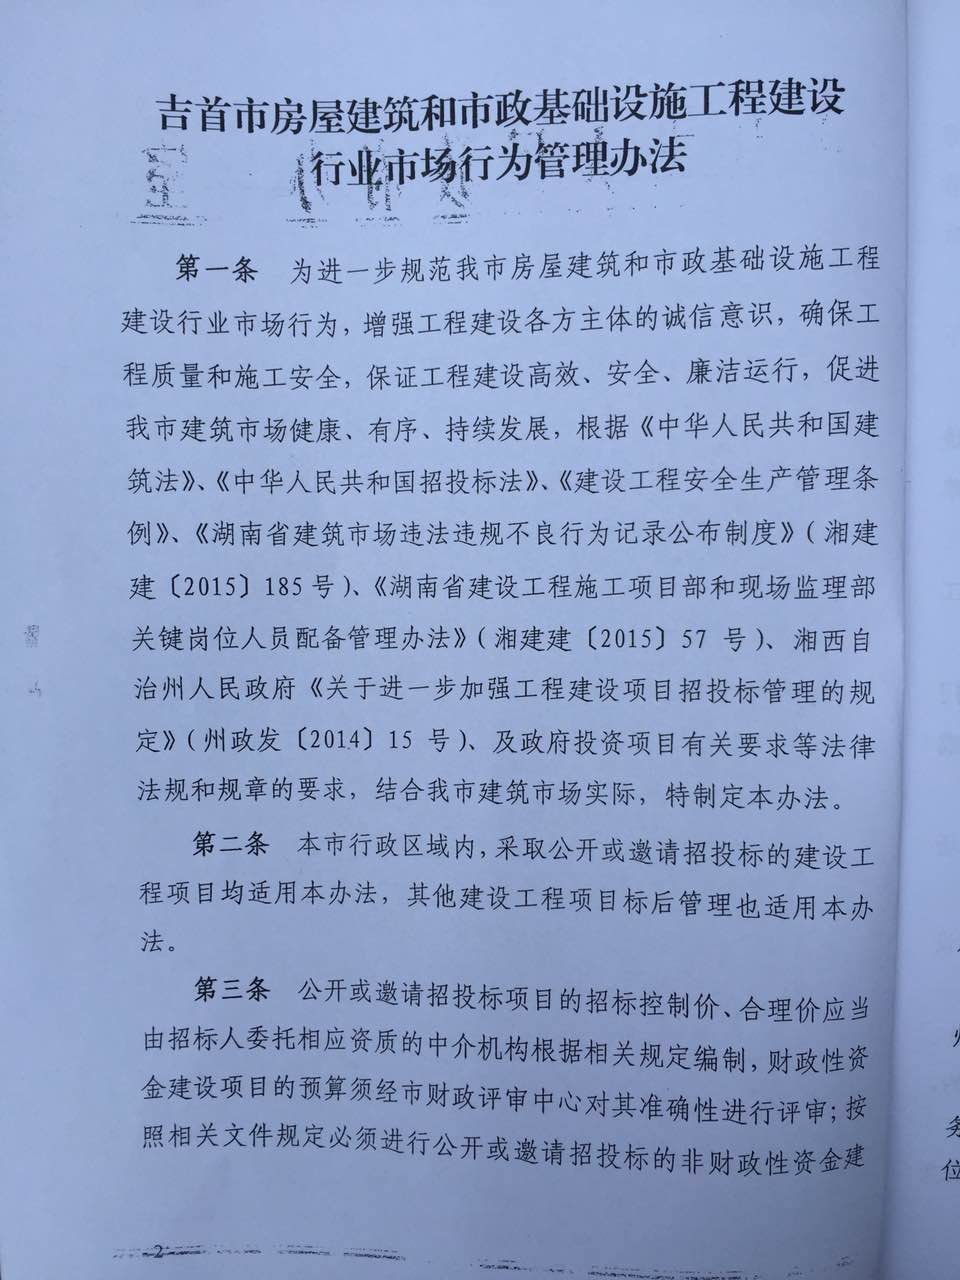 吉首市房屋建筑和市政基础设施工程建设
行业市场行为管理办法
第一条 为进一步规范我市房屋建筑和市政基础设施工程
建设行业市场行为，增强工程建设各方主体的诚信意识，确保工
程质量和施工安全，保证工程建设高效、安全、廉洁运行，促进
我市建筑市场健康、有序、持续发展，根据《中华人民共和国建
筑法》、《中华人民共和国招投标法》、《建设工程安全生产管理条
例》、《湖南省建筑市场违法违规不良行为记录公布制度》（湘建
建〔2015〕185号）、《湖南省建设工程施工项目部和现场监理部
关键岗位人员配备管理办法》（湘建建〔2015〕57 号）、湘西自
治州人民政府《关于进一步加强工程建设项目招投标管理的规
定》（州政发〔2014〕15 号）、及政府投资项目有关要求等法律
法规和规章的要求，结合我市建筑市场实际，特制定本办法。
第二条 本市行政区域内，采取公开或邀请招投标的建设工
程项目均适用本办法，其他建设工程项目标后管理也适用本办
法。
第三条 公开或邀请招投标项目的招标控制价、合理价应当
由招标人委托相应资质的中介机构根据相关规定编制，财政性资
金建设项目的预算须经市财政评审中心对其准确性进行评审；按
照相关文件规定必须进行公开或邀请招投标的非财政性资金建
2
务
位